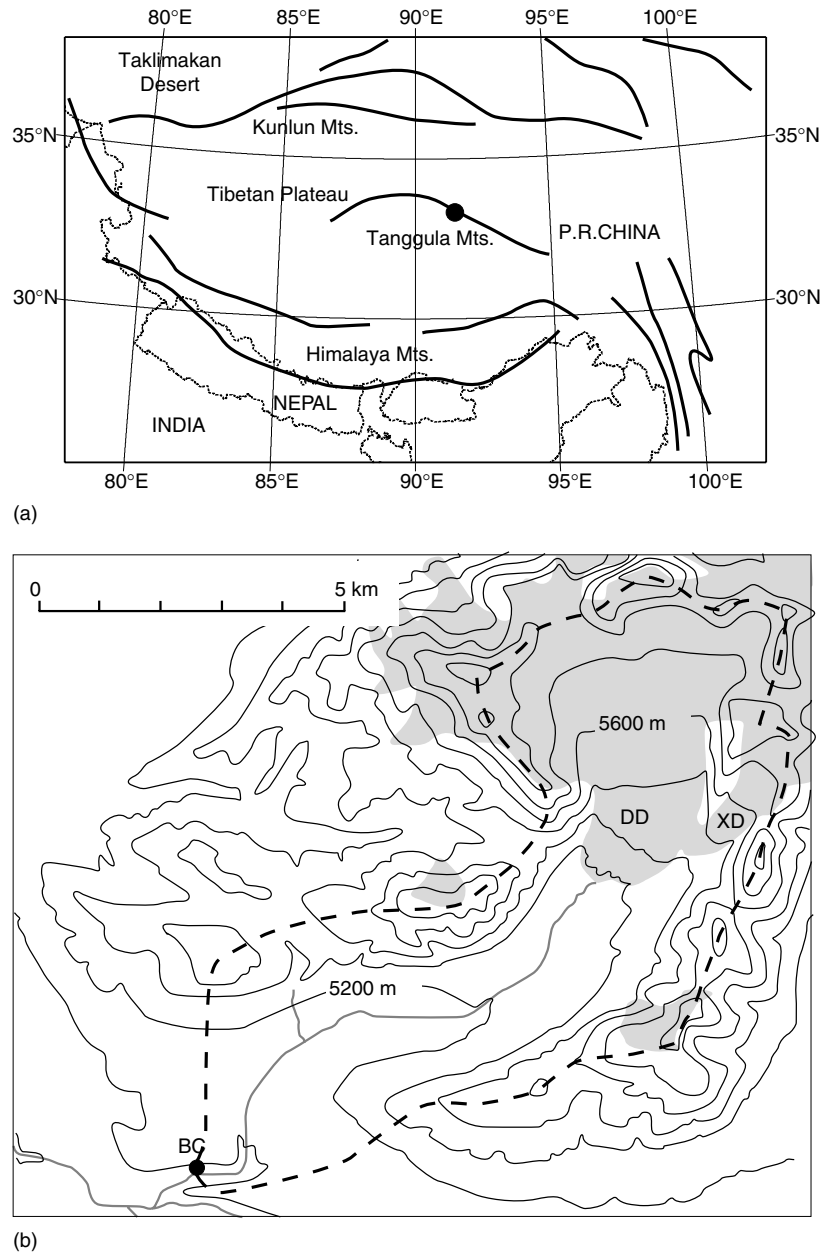 80°E 85°E 90°E 95°E 100°E
Taklimakan
Desert
Kunlun Mts.
35°N 35°N
Tibetan Plateau
Tanggula Mts.
P.R.CHINA
30°N 30°N
Himalaya Mts.
NEPAL
INDIA
80°E 85°E 90°E 95°E 100°E
(a)
0 5 km
5600 m
DD XD
5200 m
BC
(b)